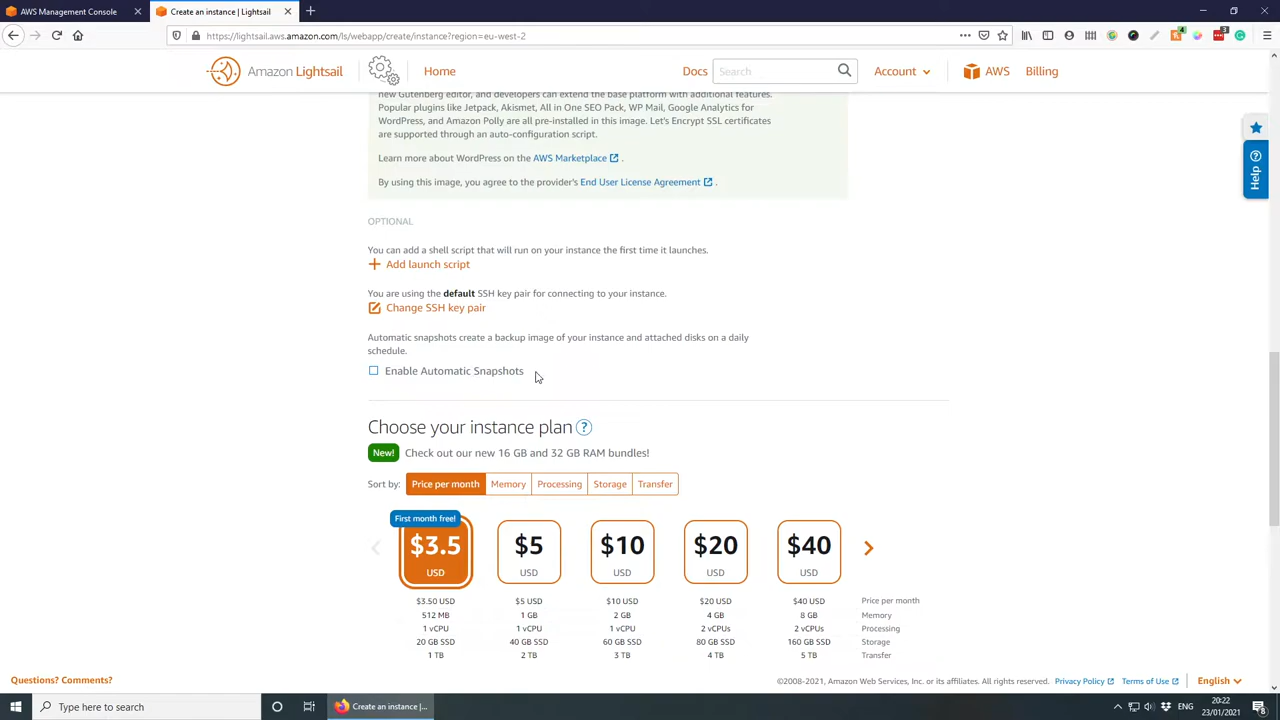 AWS Management Console
Create an instance | Lightsail
https://lightsail.aws.amazon.com/ls/webapp/create/instance?region=eu-west-2
Amazon Lightsail
Home
Docs
Search
Account
AWS
Billing
new Gutenberg editor, and developers can extend the base platform with additional features.
Popular plugins like Jetpack, Akismet, All in One SEO Pack, WP Mail, Google Analytics for
WordPress, and Amazon Polly are all pre-installed in this image. Let's Encrypt SSL certificates
are supported through an auto-configuration script.
Learn more about WordPress on the AWS Marketplace .
By using this image, you agree to the provider's End User License Agreement .
Help
OPTIONAL
You can add a shell script that will run on your instance the first time it launches.
Add launch script
You are using the default SSH key pair for connecting to your instance.
Change SSH key pair
Automatic snapshots create a backup image of your instance and attached disks on a daily
schedule.
Enable Automatic Snapshots
Choose your instance plan ?
New! Check out our new 16 GB and 32 GB RAM bundles!
Sort by: Price per month Memory Processing Storage Transfer
First month free!
$3.5 $5 $10 $20 $40
USD USD USD USD USD
$3.50 USD $5 USD $10 USD $20 USD $40 USD Price per month
512 MB 1 GB 2 GB 4 GB 8 GB Memory
1 vCPU 1 vCPU 1 vCPU 2 vCPUs 2 vCPUs Processing
20 GB SSD 40 GB SSD 60 GB SSD 80 GB SSD 160 GB SSD Storage
1 TB 2 TB 3 TB 4 TB 5 TB Transfer
Questions? Comments?
©2008-2021, Amazon Web Services, Inc. or its affiliates. All rights reserved. Privacy Policy Terms of Use English
Type here to search
Create an instance |...
ENG
20:22
23/01/2021